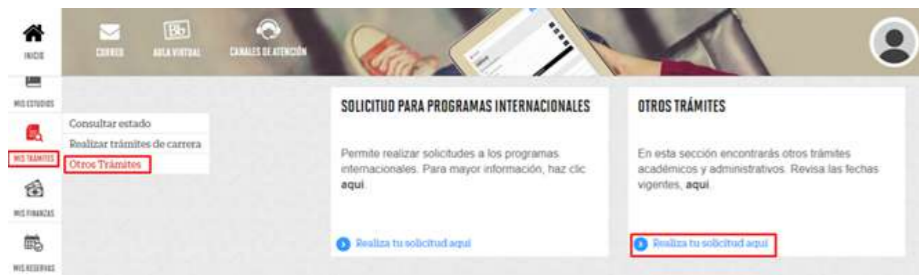 INICIO
CORREO
Bb
AULA VIRTUAL
CANALES DE ATENCIÓN
MIS ESTUDIOS
MIS TRÁMITES
MIS FINANZAS
MIS RESERVAS
Consultar estado
Realizar trámites de carrera
Otros Trámites
SOLICITUD PARA PROGRAMAS INTERNACIONALES
Permite realizar solicitudes a los programas
internacionales. Para mayor información, haz clic
aquí.
Realiza tu solicitud aquí
OTROS TRÁMITES
En esta sección encontrarás otros trámites
académicos y administrativos. Revisa las fechas
vigentes, aquí.
Realiza tu solicitud aquí